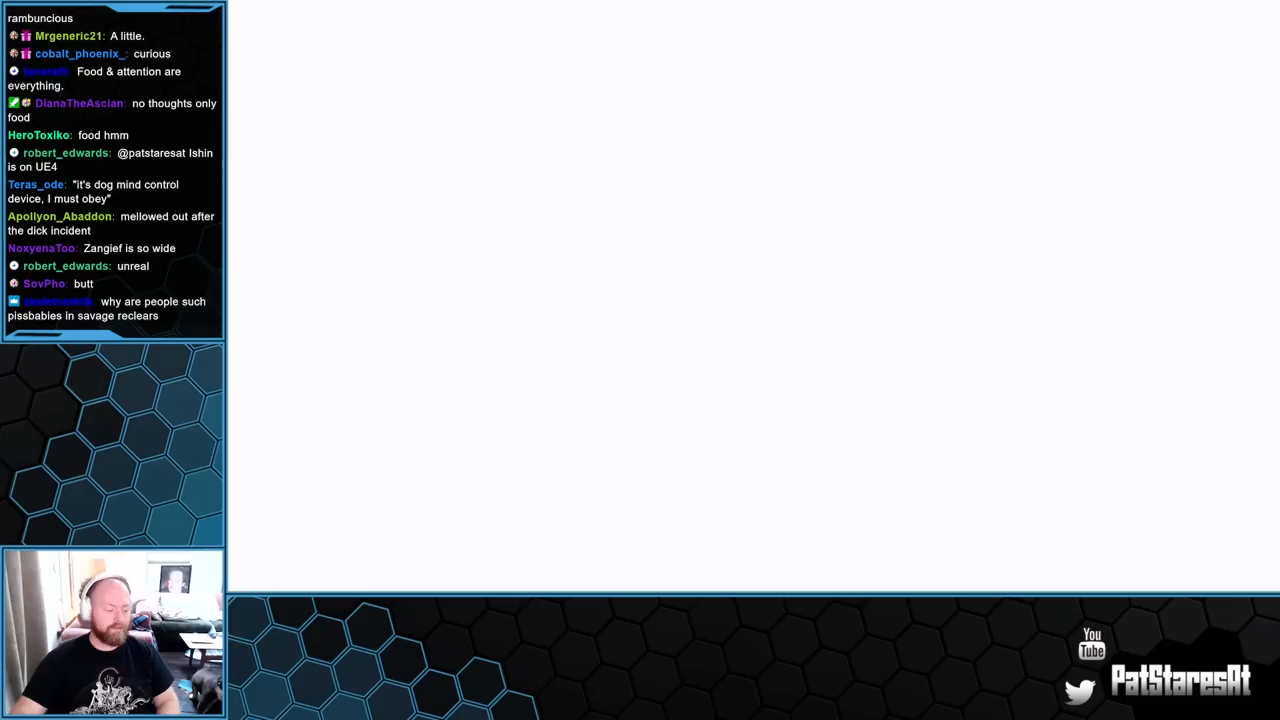 rambuncious
Mrgeneric21: A little.
cobalt_phoenix_: curious
Food & attention are
everything.
DianaTheAscian: no thoughts only
food
HeroToxiko: food hmm
robert_edwards: @patstaresat Ishin
is on UE4
Teras_ode: "it's dog mind control
device, I must obey"
Apollyon_Abaddon: mellowed out after
the dick incident
NoxyenaToo: Zangief is so wide
robert_edwards: unreal
SovPho: butt
why are people such
pissbabies in savage reclears
You
Tube
PatStaresAt